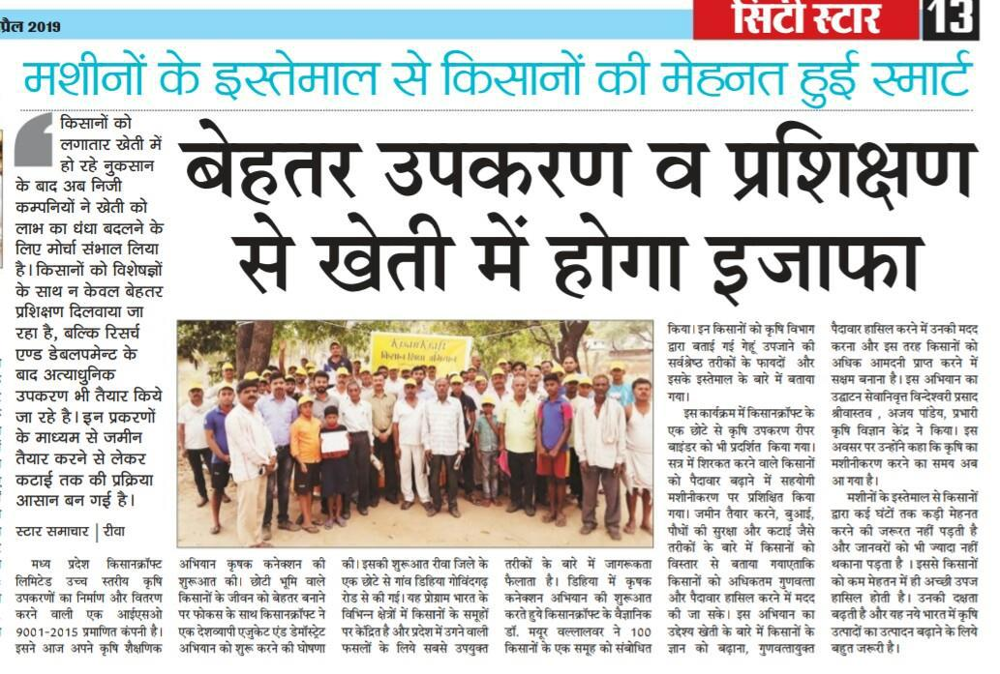 प्रैल 2019
सिटी स्टार 13
मशीनों के इस्तेमाल से किसानों की मेहनत हुई स्मार्ट
बेहतर उपकरण व प्रशिक्षण
से खेती में होगा इजाफा
किसानों को
लगातार खेती में
हो रहे नुकसान
के बाद अब निजी
कम्पनियों ने खेती को
लाभ का धंधा बदलने के
लिए मोर्चा संभाल लिया
है। किसानों को विशेषज्ञों
के साथ न केवल बेहतर
प्रशिक्षण दिलवाया जा
रहा है, बल्कि रिसर्च
एण्ड डेबलपमेन्ट के
बाद अत्याधुनिक
उपकरण भी तैयार किये
जा रहे है। इन प्रकरणों
के माध्यम से जमीन
तैयार करने से लेकर
कटाई तक की प्रक्रिया
आसान बन गई है।
स्टार समाचार | रीवा
मध्य प्रदेश किसानक्रॉफ्ट
लिमिटेड उच्च स्तरीय कृषि
उपकरणों का निर्माण और वितरण
करने वाली एक आईएसओ
9001-2015 प्रमाणित कंपनी है।
इसने आज अपने कृषि शैक्षणिक
KisanKraft
किसान शिक्षा अभियान
अभियान कृषक कनेक्शन की
शुरूआत की। छोटी भूमि वाले
किसानों के जीवन को बेहतर बनाने
पर फोकस के साथ किसानक्रॉफ्ट ने
एक देशव्यापी एजुकेट एंड डेमोंस्ट्रेट
अभियान को शुरू करने की घोषणा
की। इसकी शुरूआत रीवा जिले के
एक छोटे से गांव डिहिया गोविंदगढ़
रोड से की गई। यह प्रोग्राम भारत के
विभिन्न क्षेत्रों में किसानों के समूहों
पर केंद्रित है और प्रदेश में उगने वाली
फसलों के लिये सबसे उपयुक्त
तरीकों के बारे में जागरूकता
फैलाता है। डिहिया में कृषक
कनेक्शन अभियान की शुरूआत
करते हुये किसानक्रॉफ्ट के वैज्ञानिक
डॉ. मयूर वल्लालवर ने 100
किसानों के एक समूह को संबोधित
किया। इन किसानों को कृषि विभाग
द्वारा बताई गई गेहूं उपजाने की
सर्वश्रेष्ठ तरीकों के फायदों और
इसके इस्तेमाल के बारे में बताया
गया।
इस कार्यक्रम में किसानक्रॉफ्ट के
एक छोटे से कृषि उपकरण रीपर
बाइंडर को भी प्रदर्शित किया गया।
सत्र में शिरकत करने वाले किसानों
को पैदावार बढ़ाने में सहयोगी
मशीनीकरण पर प्रशिक्षित किया
गया। जमीन तैयार करने, बुआई,
पौधों की सुरक्षा और कटाई जैसे
तरीकों के बारे में किसानों को
विस्तार से बताया गयाएताकि
किसानों को अधिकतम गुणवत्ता
और पैदावार हासिल करने में मदद
की जा सके। इस अभियान का
उद्देश्य खेती के बारे में किसानों के
ज्ञान को बढ़ाना, गुणवत्तायुक्त
पैदावार हासिल करने में उनकी मदद
करना और इस तरह किसानों को
अधिक आमदनी प्राप्त करने में
सक्षम बनाना है। इस अभियान का
उद्घाटन सेवानिवृत्त विन्देश्वरी प्रसाद
श्रीवास्तव , अजय पांडेय, प्रभारी
कृषि विज्ञान केंद्र ने किया। इस
अवसर पर उन्होंने कहा कि कृषि का
मशीनीकरण करने का समय अब
आ गया है।
मशीनों के इस्तेमाल से किसानों
द्वारा कई घंटों तक कड़ी मेहनत
करने की जरूरत नहीं पड़ती है
और जानवरों को भी ज्यादा नहीं
थकाना पड़ता है । इससे किसानों
को कम मेहतन में ही अच्छी उपज
हासिल होती है। उनकी दक्षता
बढ़ती है और यह नये भारत में कृषि
उत्पादों का उत्पादन बढ़ाने के लिये
बहुत जरूरी है।